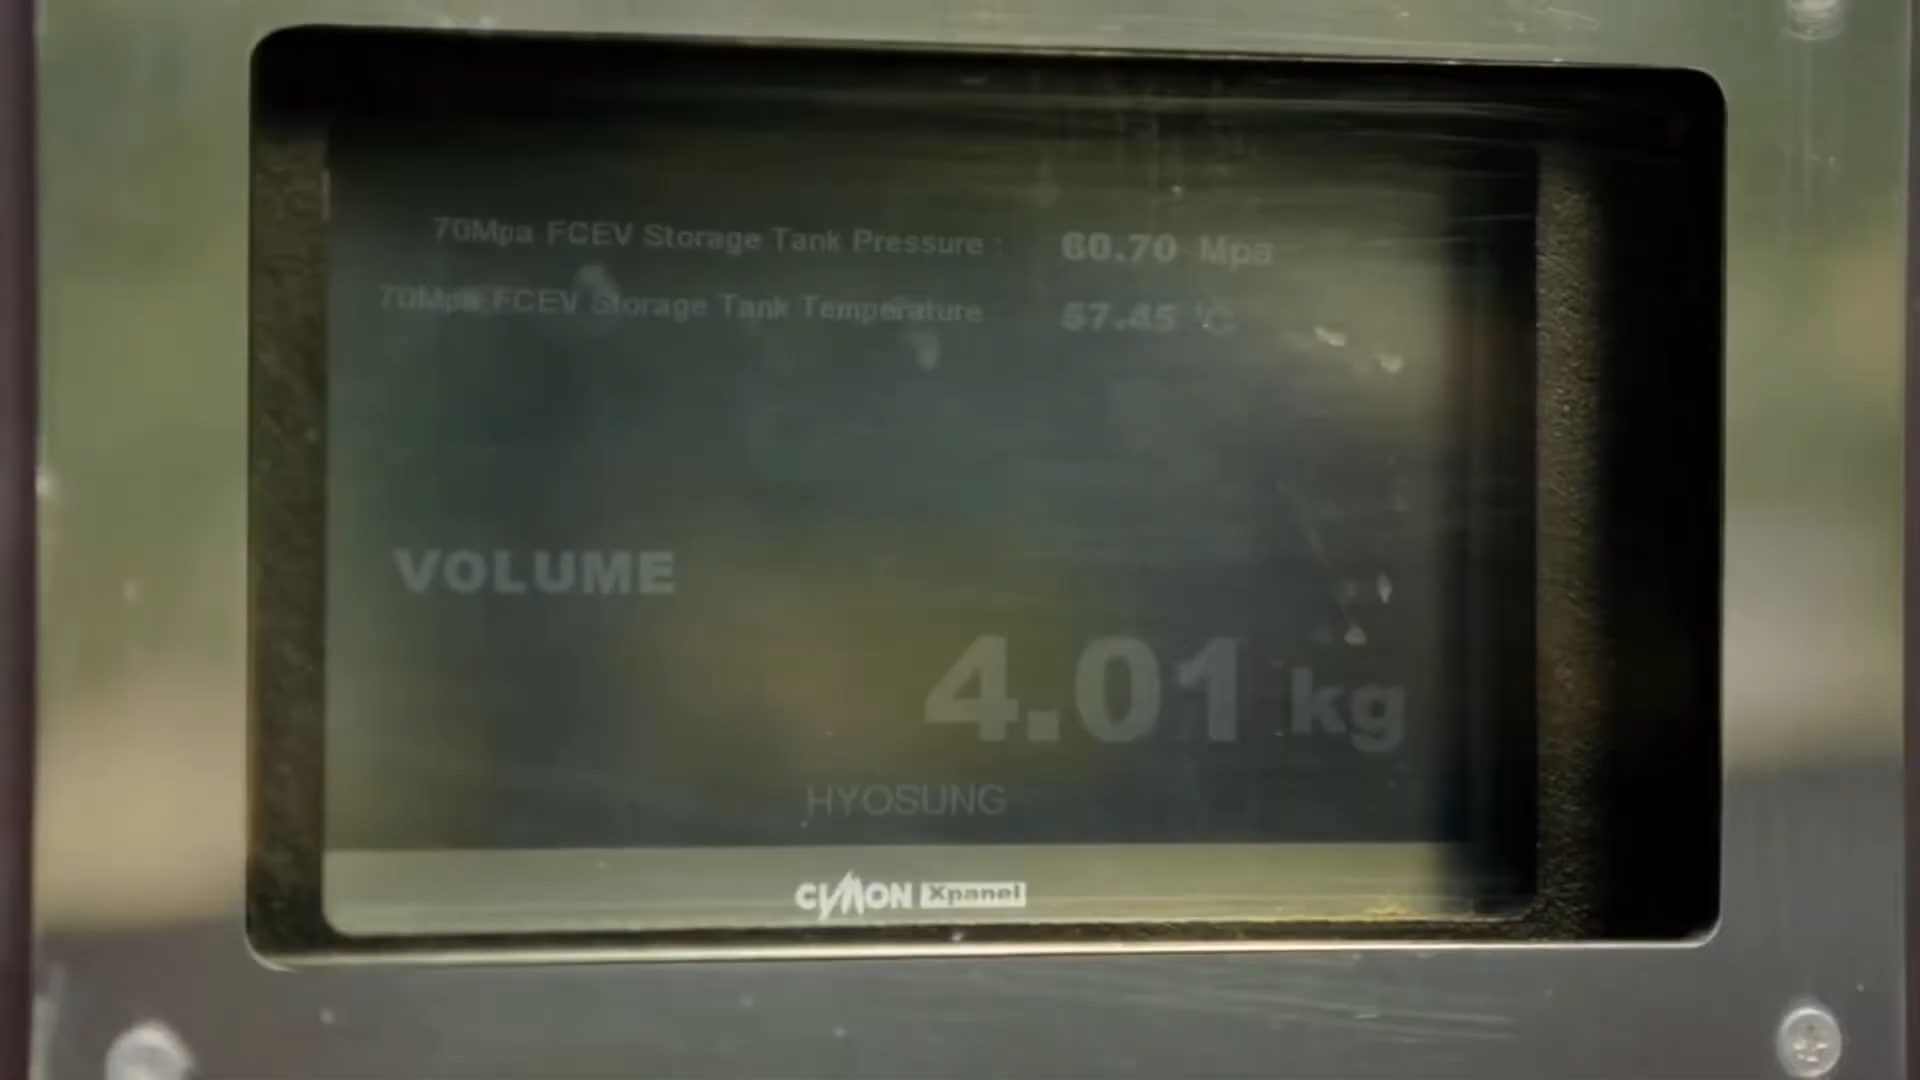 70Mpa FCEV Storage Tank Pressure : 60.70 Mpa
70Mpa FCEV Storage Tank Temperature 57.45 °C
VOLUME
4.01 kg
HYOSUNG
CIMON Xpanel